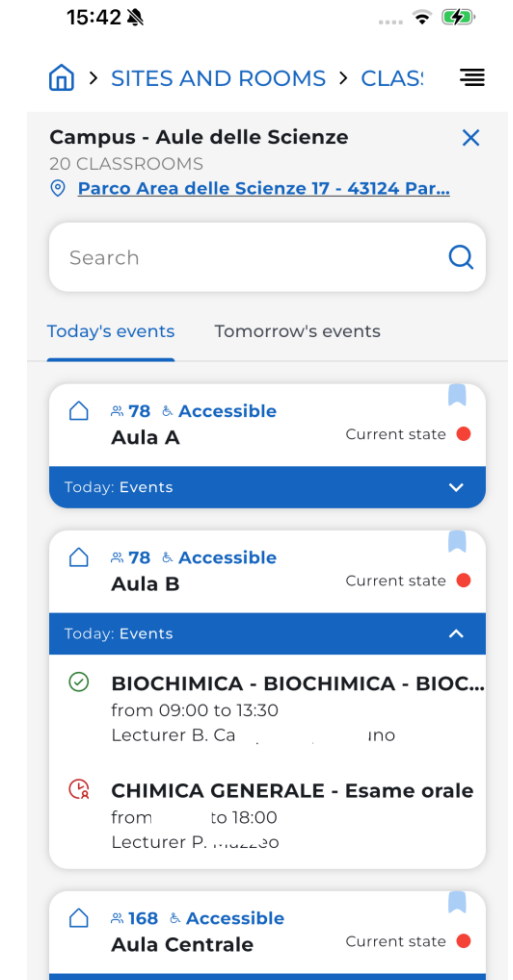 15:42
SITES AND ROOMS > CLAS
Campus - Aule delle Scienze
20 CLASSROOMS
Parco Area delle Scienze 17 - 43124 Par...
Search
Today's events Tomorrow's events
78 Accessible
Aula A Current state
Today: Events
78 Accessible
Aula B Current state
Today: Events
BIOCHIMICA - BIOCHIMICA - BIOC...
from 09:00 to 13:30
Lecturer B. Ca
CHIMICA GENERALE - Esame orale
from to 18:00
Lecturer P.
168 Accessible
Aula Centrale Current state